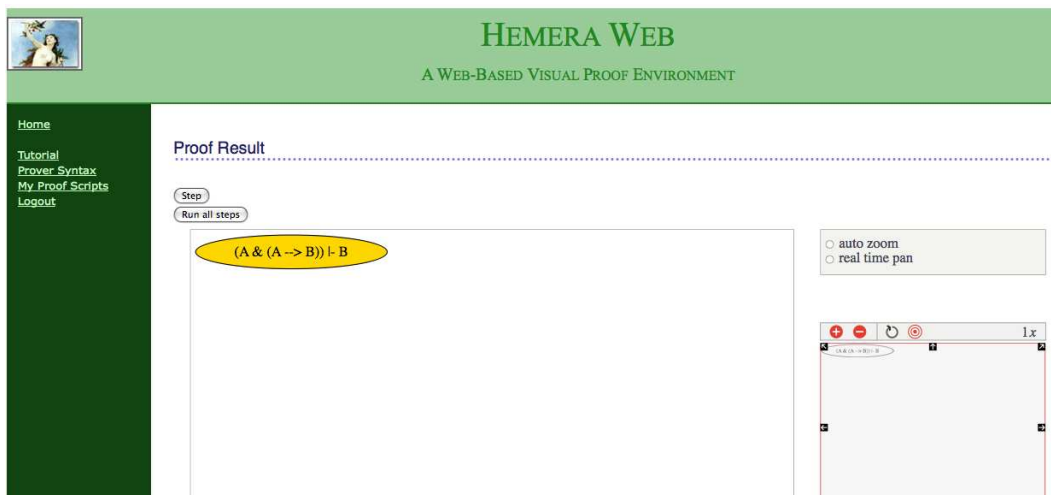 HEMERA WEB
A WEB-BASED VISUAL PROOF ENVIRONMENT
Home
Tutorial
Prover Syntax
My Proof Scripts
Logout
Proof Result
Step
Run all steps
(A & (A --> B)) |- B
auto zoom
real time pan
1x
(A & (A --> B)) |- B